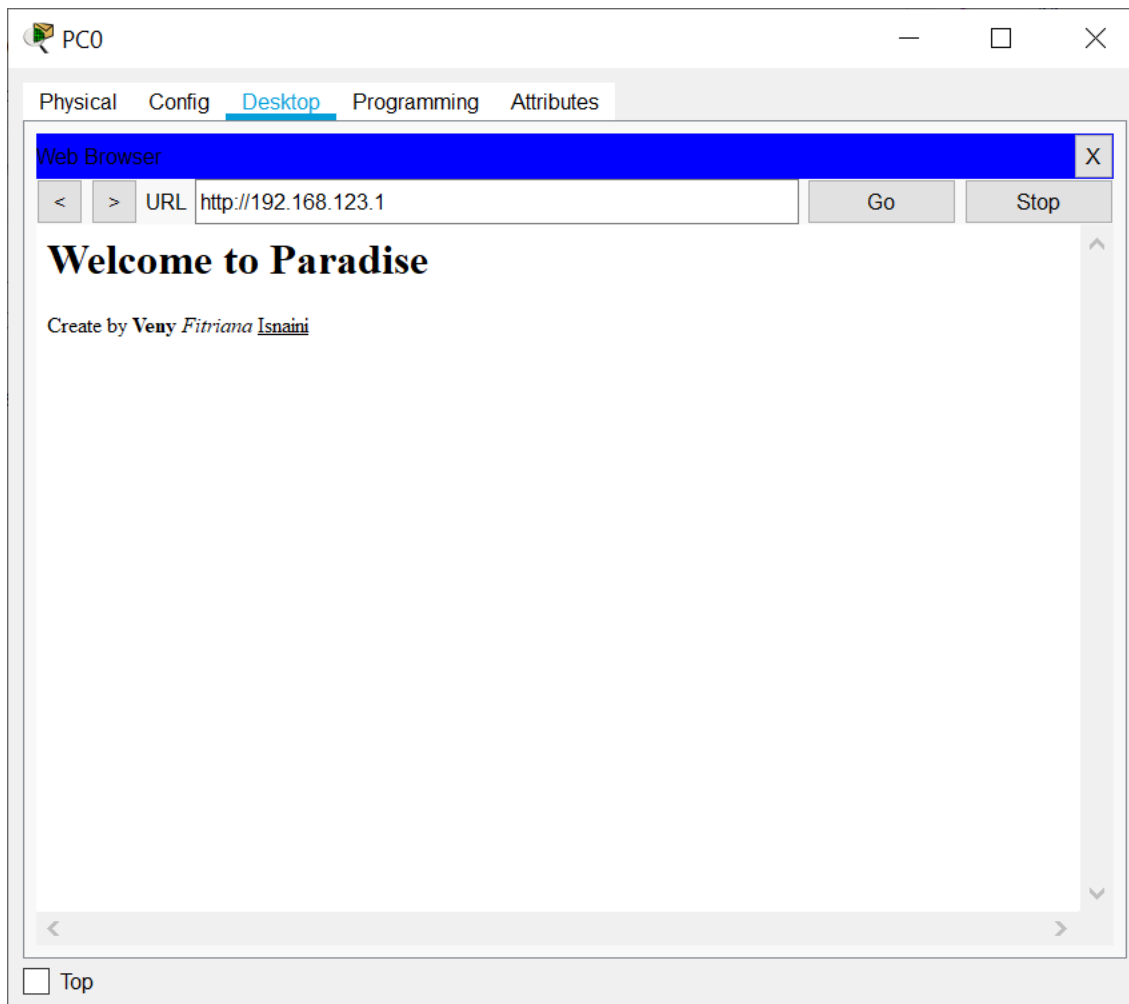 PC0
Physical Config Desktop Programming Attributes
Web Browser X
< > URL http://192.168.123.1 Go Stop
Welcome to Paradise
Create by Veny Fitriana Isnaini
Top